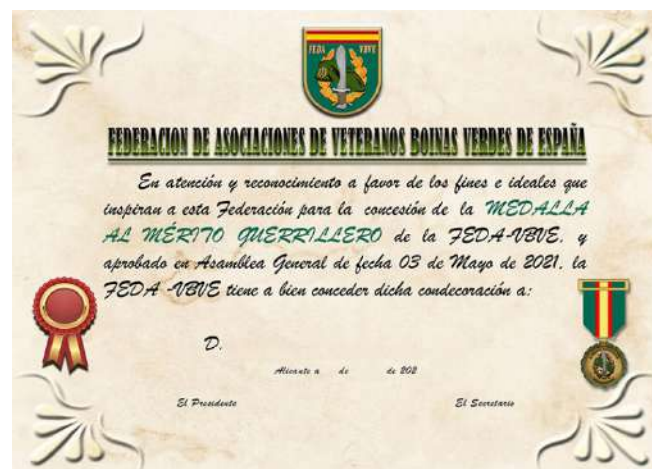 FEDA VBVE
FEDERACION DE ASOCIACIONES DE VETERANOS BOINAS VERDES DE ESPAÑA
En atención y reconocimiento a favor de los fines e ideales que
inspiran a esta Federación para la concesión de la MEDALLA
AL MÉRITO GUERRILLERO de la FEDA-VBVE, y
aprobado en Asamblea General de fecha 03 de Mayo de 2021, la
FEDA -VBVE tiene a bien conceder dicha condecoración a:
D.
Alicante a de de 202
El Presidente El Secretario